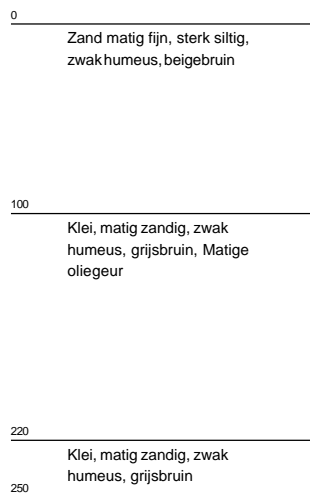 0
Zand matig fijn, sterk siltig,
zwak humeus, beigebruin
100
Klei, matig zandig, zwak
humeus, grijsbruin, Matige
oliegeur
220
Klei, matig zandig, zwak
humeus, grijsbruin
250